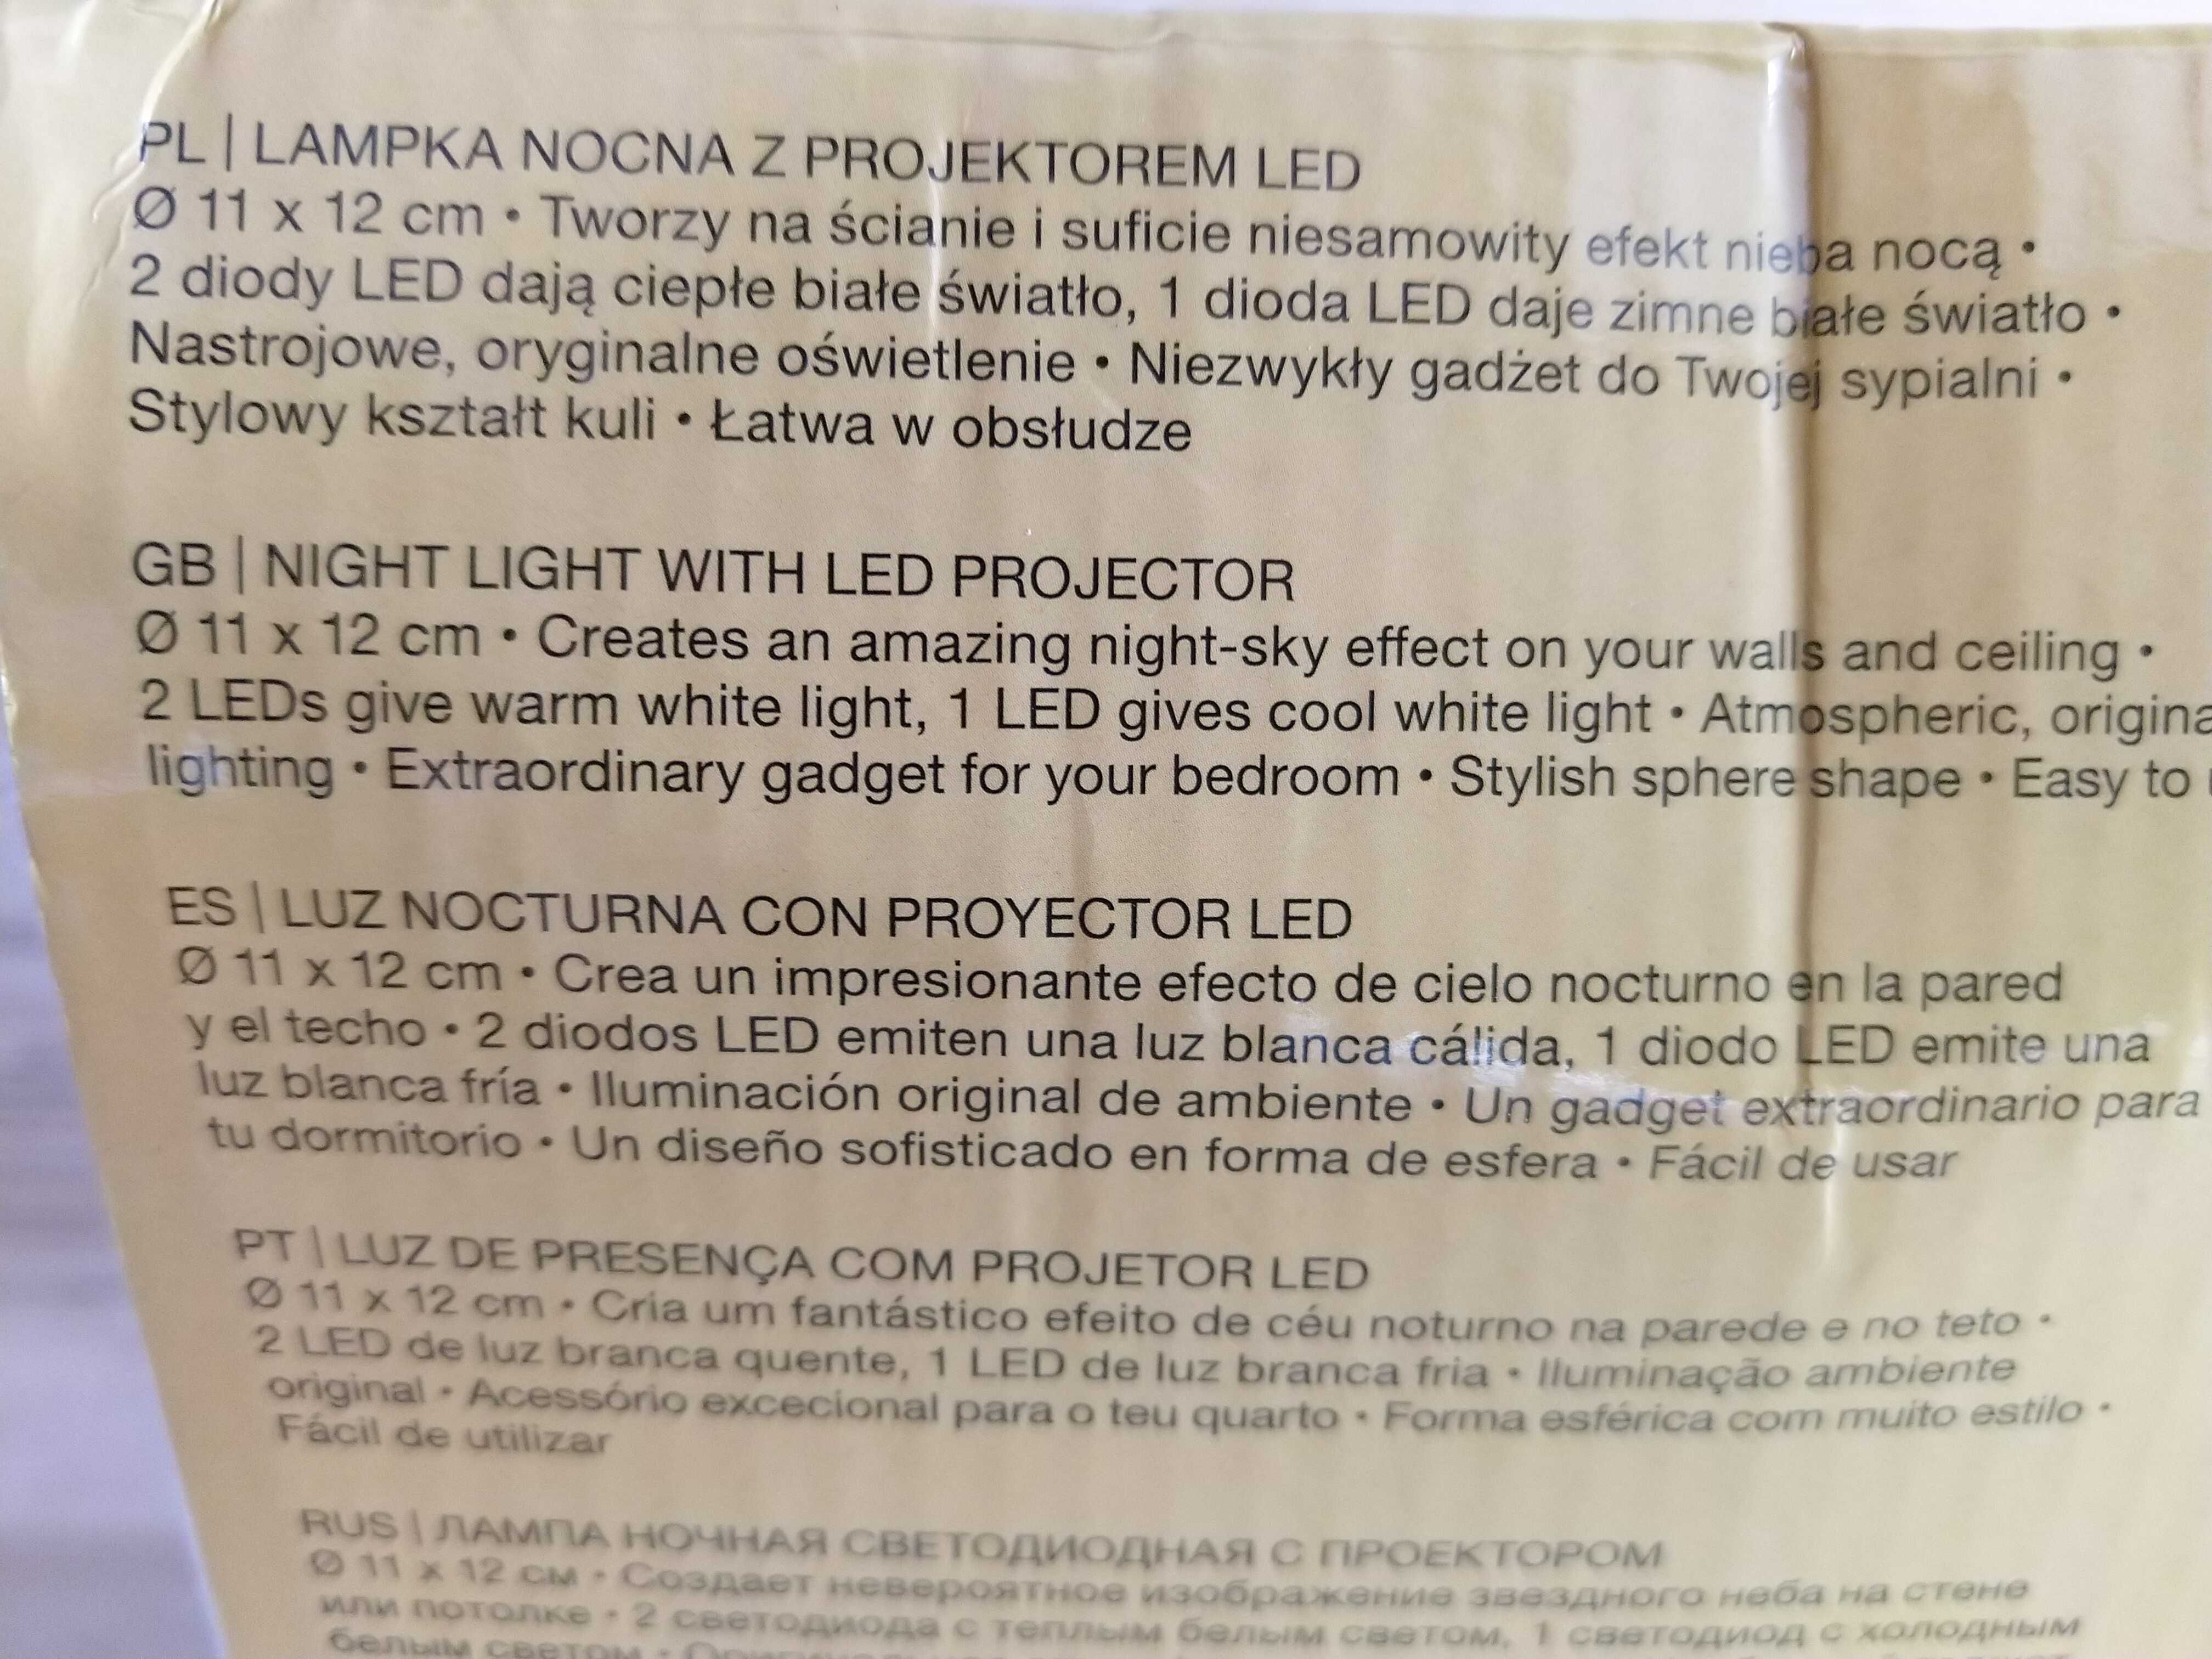 PL | LAMPKA NOCNA Z PROJEKTOREM LED
Ø 11 x 12 cm • Tworzy na ścianie i suficie niesamowity efekt nieba nocą •
2 diody LED dają ciepłe białe światło, 1 dioda LED daje zimne białe światło •
Nastrojowe, oryginalne oświetlenie • Niezwykły gadżet do Twojej sypialni •
Stylowy kształt kuli • Łatwa w obsłudze
GB | NIGHT LIGHT WITH LED PROJECTOR
Ø 11 x 12 cm • Creates an amazing night-sky effect on your walls and ceiling •
2 LEDs give warm white light, 1 LED gives cool white light • Atmospheric, origina
lighting • Extraordinary gadget for your bedroom • Stylish sphere shape • Easy to
ES | LUZ NOCTURNA CON PROYECTOR LED
Ø 11 x 12 cm • Crea un impresionante efecto de cielo nocturno en la pared
y el techo • 2 diodos LED emiten una luz blanca cálida, 1 diodo LED emite una
luz blanca fría • Iluminación original de ambiente • Un gadget extraordinario para
tu dormitorio • Un diseño sofisticado en forma de esfera • Fácil de usar
PT | LUZ DE PRESENÇA COM PROJETOR LED
Ø 11 x 12 cm • Cria um fantástico efeito de céu noturno na parede e no teto •
2 LED de luz branca quente, 1 LED de luz branca fria • Iluminação ambiente
original • Acessório excecional para o teu quarto • Forma esférica com muito estilo •
Fácil de utilizar
RUS | ЛАМПА НОЧНАЯ СВЕТОДИОДНАЯ С ПРОЕКТОРОМ
Ø 11 x 12 см • Создает невероятное изображение звездного неба на стене
или потолке • 2 светодиода с теплым белым светом, 1 светодиод с холодным
белым светом •